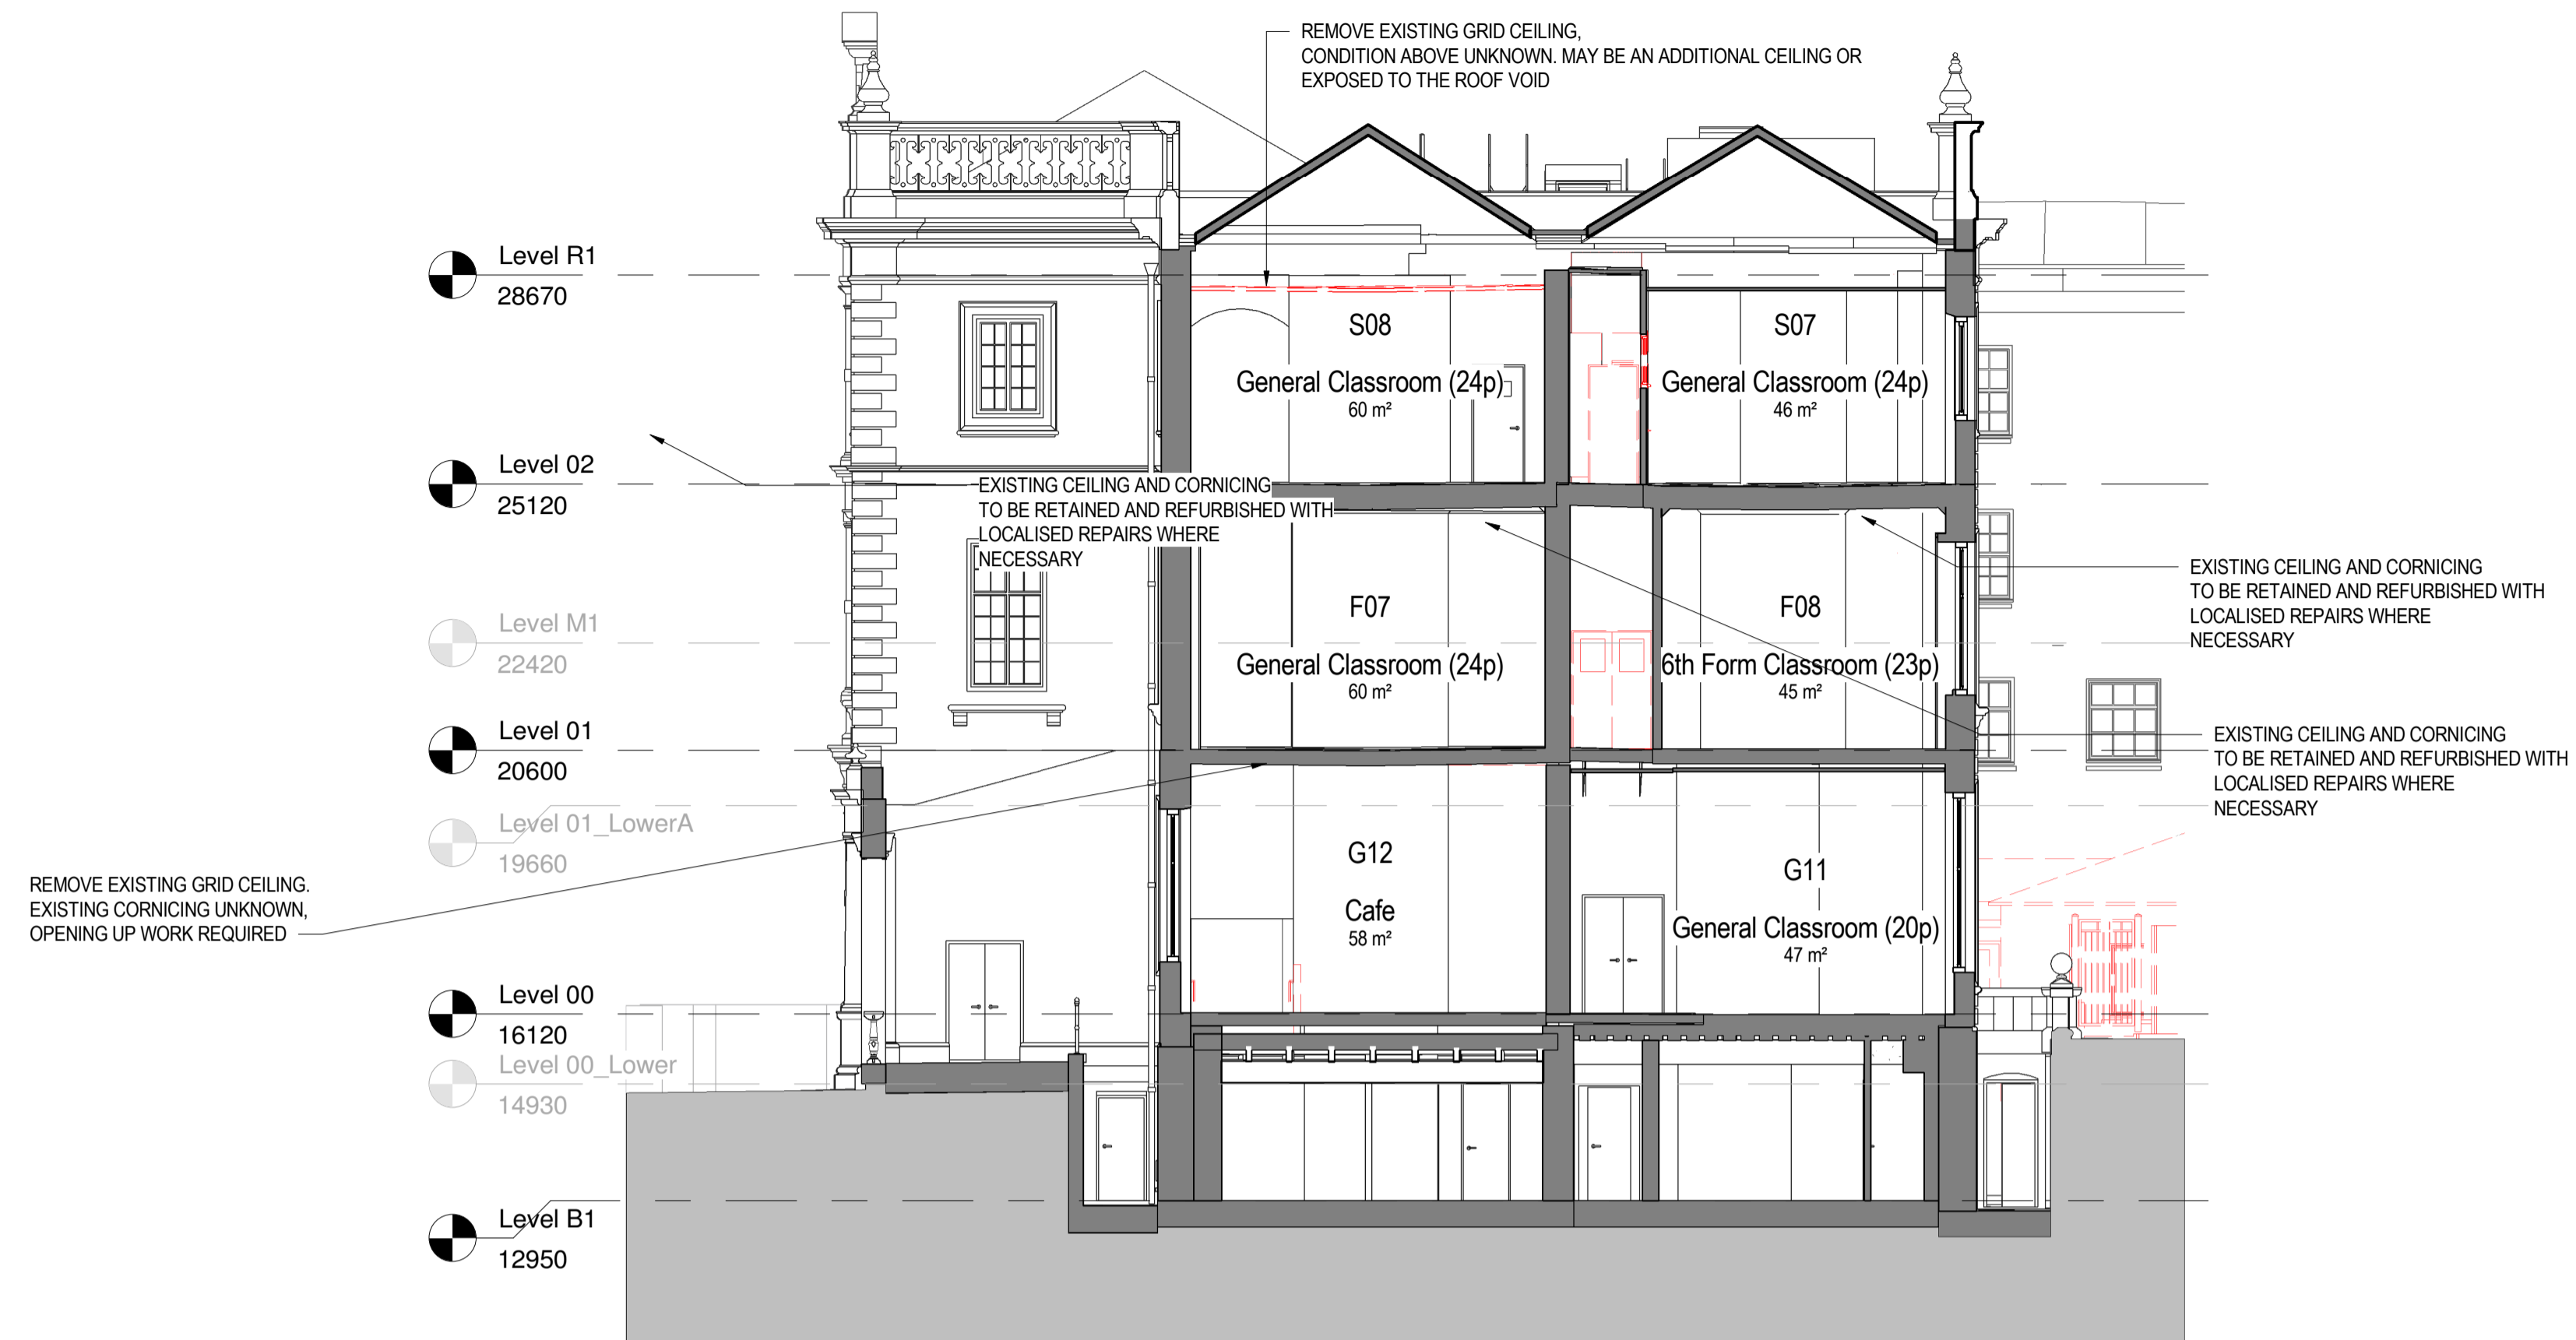 REMOVE EXISTING GRID CEILING,
CONDITION ABOVE UNKNOWN. MAY BE AN ADDITIONAL CEILING OR
EXPOSED TO THE ROOF VOID
Level R1
28670
S08
General Classroom (24p)
60 m²
S07
General Classroom (24p)
46 m²
Level 02
25120
EXISTING CEILING AND CORNICING
TO BE RETAINED AND REFURBISHED WITH
LOCALISED REPAIRS WHERE
NECESSARY
EXISTING CEILING AND CORNICING
TO BE RETAINED AND REFURBISHED WITH
LOCALISED REPAIRS WHERE
NECESSARY
Level M1
22420
F07
General Classroom (24p)
60 m²
F08
6th Form Classroom (23p)
45 m²
Level 01
20600
EXISTING CEILING AND CORNICING
TO BE RETAINED AND REFURBISHED WITH
LOCALISED REPAIRS WHERE
NECESSARY
Level 01_LowerA
19660
REMOVE EXISTING GRID CEILING.
EXISTING CORNICING UNKNOWN,
OPENING UP WORK REQUIRED
G12
Cafe
58 m²
G11
General Classroom (20p)
47 m²
Level 00
16120
Level 00_Lower
14930
Level B1
12950